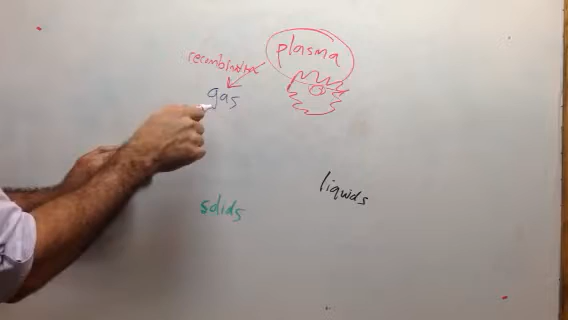 plasma
recombination
gas
liquids
solids